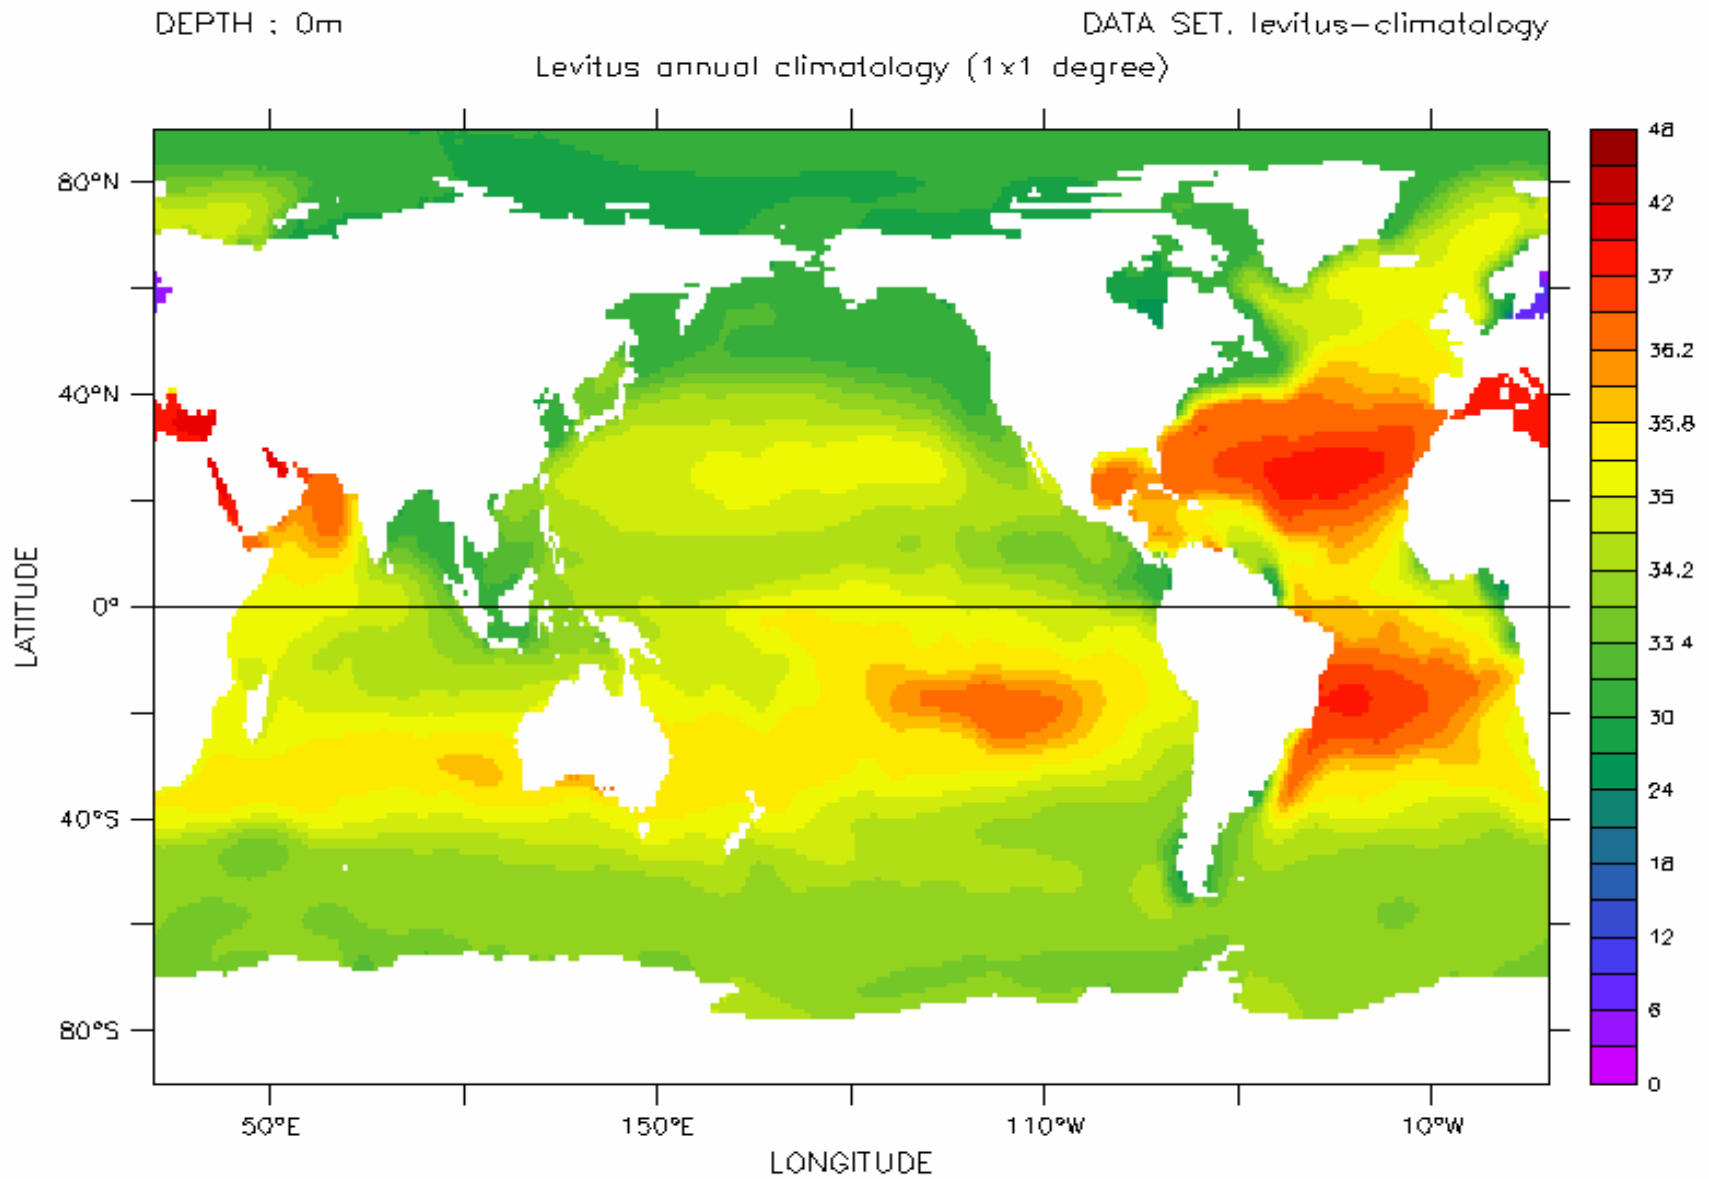 DEPTH : 0m
DATA SET. levitus-climatology
Levitus annual climatology (1x1 degree)
80°N
40°N
0°
40°S
80°S
LATITUDE
50°E
150°E
110°W
10°W
LONGITUDE
48
42
37
36.2
35.8
35
34.2
33.4
30
24
18
12
6
0